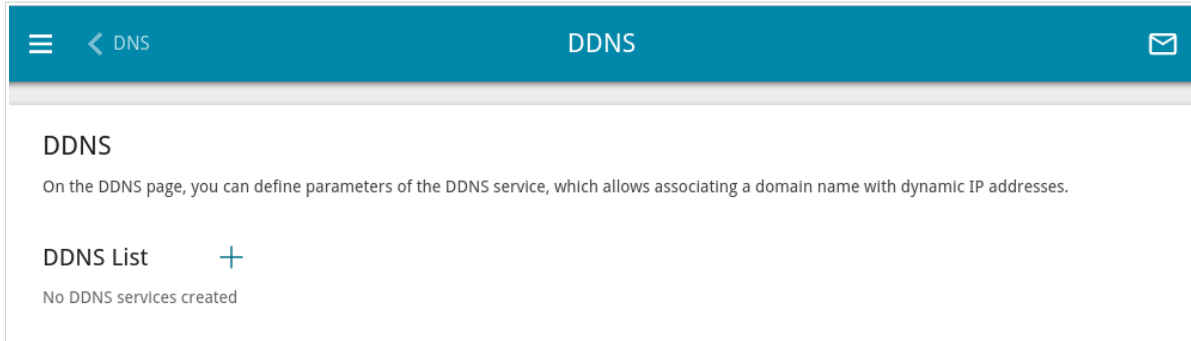 DNS
DDNS
DDNS
On the DDNS page, you can define parameters of the DDNS service, which allows associating a domain name with dynamic IP addresses.
DDNS List
No DDNS services created